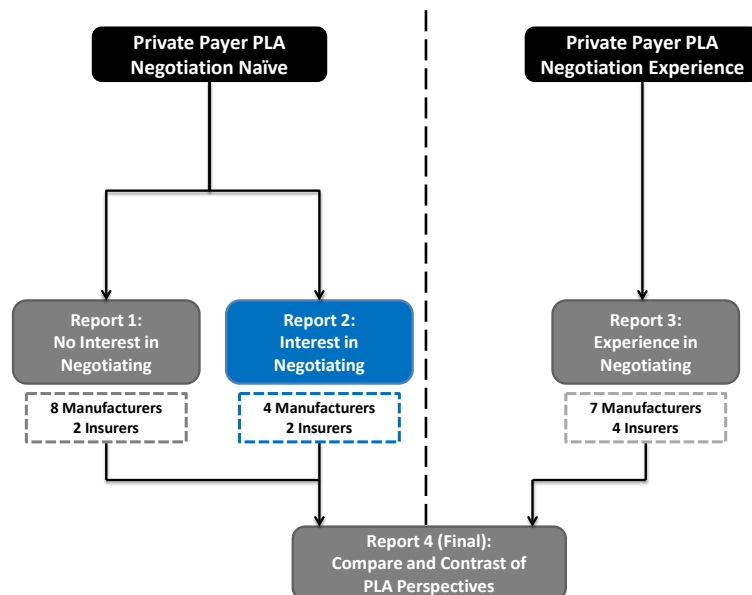 Private Payer PLA
Negotiation Naïve
Private Payer PLA
Negotiation Experience
Report 1:
No Interest in
Negotiating
Report 2:
Interest in
Negotiating
Report 3:
Experience in
Negotiating
8 Manufacturers
2 Insurers
4 Manufacturers
2 Insurers
7 Manufacturers
4 Insurers
Report 4 (Final):
Compare and Contrast of
PLA Perspectives